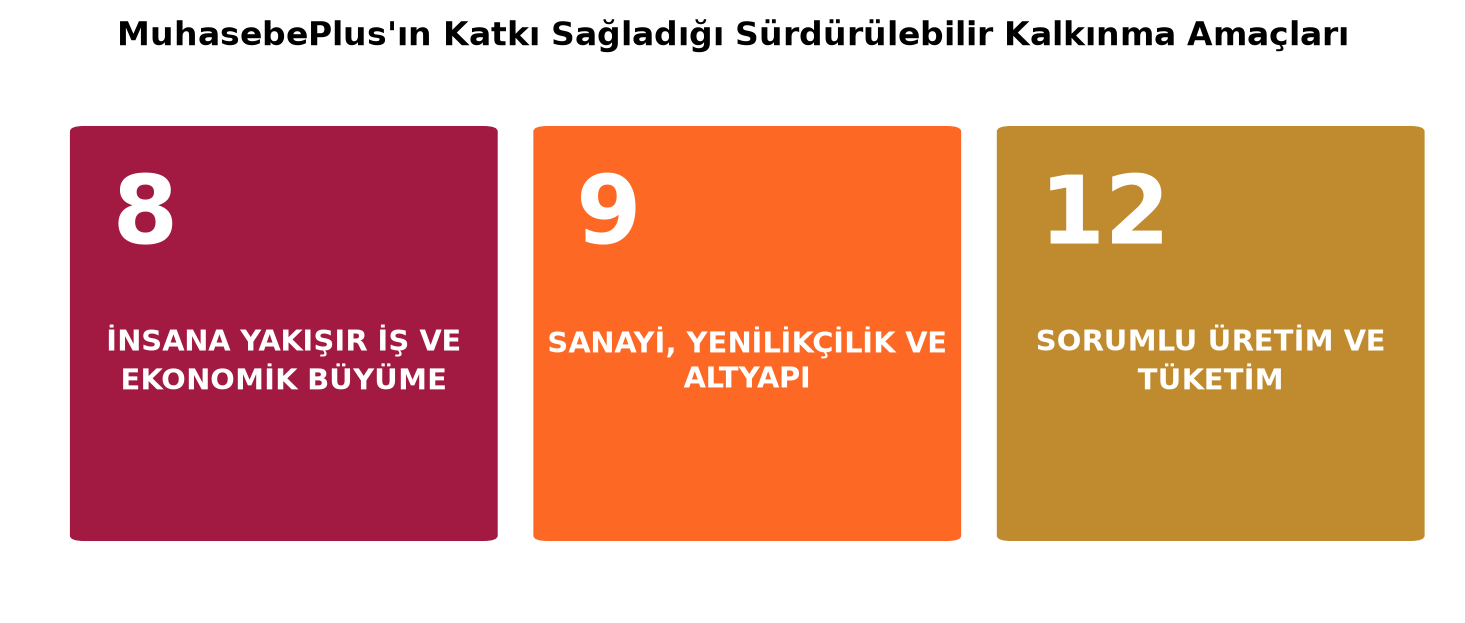 MuhasebePlus'ın Katkı Sağladığı Sürdürülebilir Kalkınma Amaçları
8
İNSANA YAKIŞIR İŞ VE
EKONOMİK BÜYÜME
9
SANAYİ, YENİLİKÇİLİK VE
ALTYAPI
12
SORUMLU ÜRETİM VE
TÜKETİM